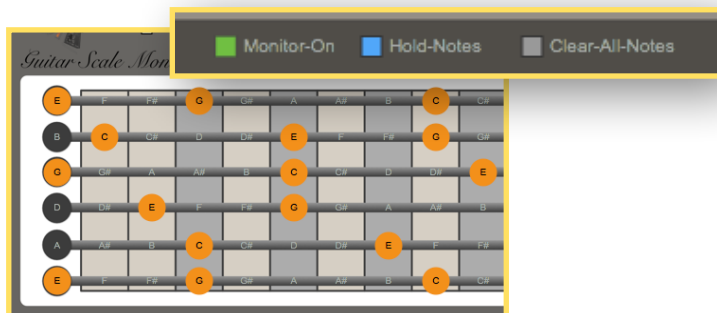 Monitor-On Hold-Notes Clear-All-Notes
Guitar Scale Mon
E F F# G G# A A# B C C#
B C C# D D# E F F# G G#
G G# A A# B C C# D D# E
D D# E F F# G G# A A# B
A A# B C C# D D# E F F#
E F F# G G# A A# B C C#